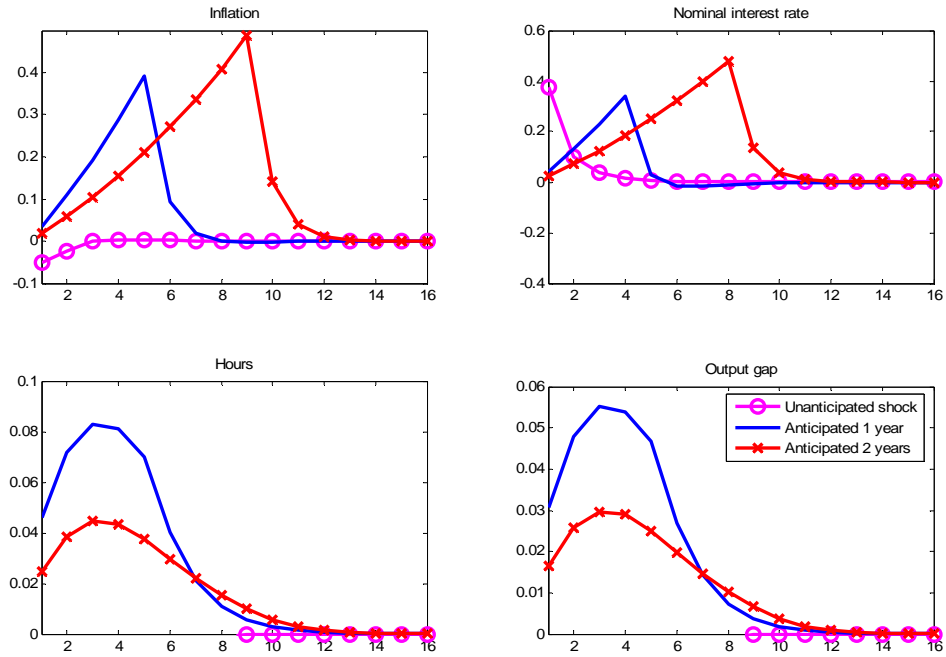 Inflation
Nominal interest rate
0.4
0.3
0.2
0.1
0
-0.1
2 4 6 8 10 12 14 16
0.6
0.4
0.2
0
-0.2
-0.4
2 4 6 8 10 12 14 16
Hours
Output gap
0.1
0.08
0.06
0.04
0.02
0
2 4 6 8 10 12 14 16
0.06
0.05
0.04
0.03
0.02
0.01
0
2 4 6 8 10 12 14 16
Unanticipated shock
Anticipated 1 year
Anticipated 2 years